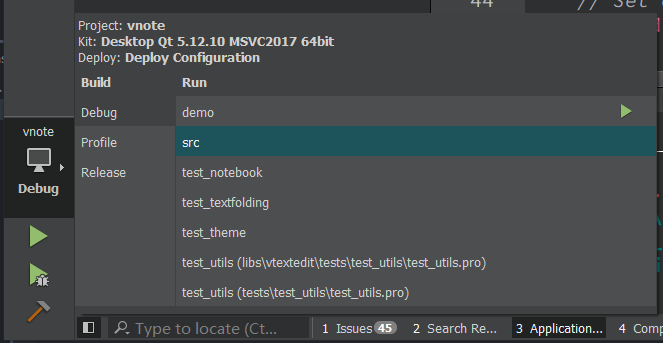 44 // Set
Project: vnote
Kit: Desktop Qt 5.12.10 MSVC2017 64bit
Deploy: Deploy Configuration
Build Run
Debug demo
Profile src
Release test_notebook
test_textfolding
test_theme
test_utils (libs\vtextedit\tests\test_utils\test_utils.pro)
test_utils (tests\test_utils\test_utils.pro)
vnote
Debug
Type to locate (Ct...
1 Issues 45 2 Search Re... 3 Application... 4 Comp